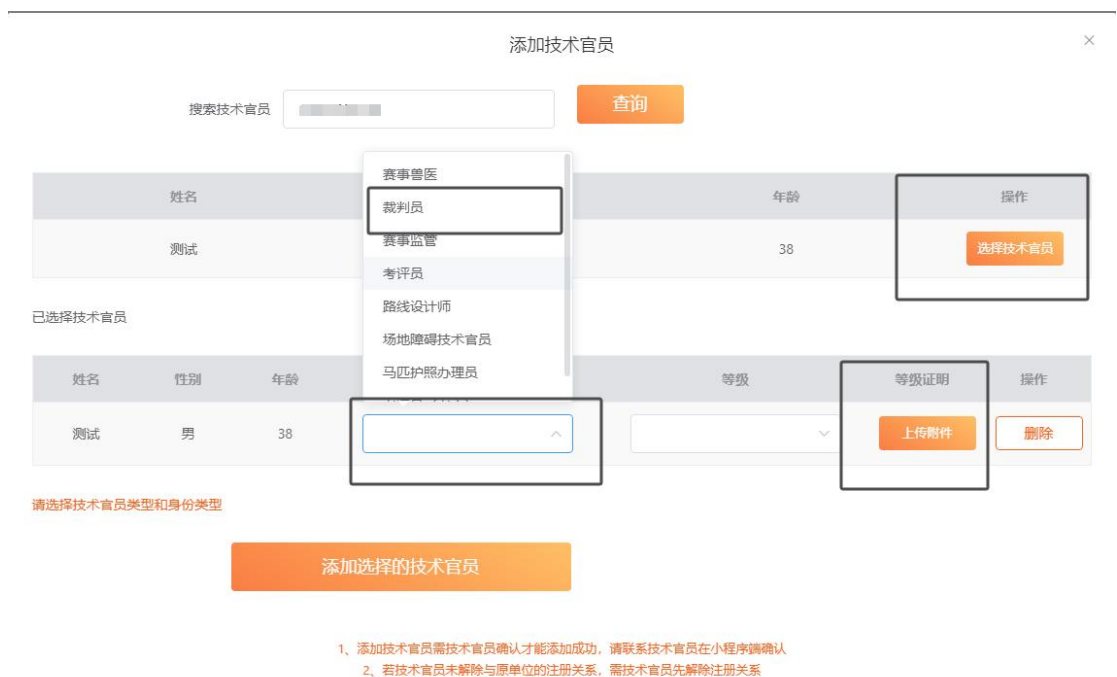 添加技术官员
×
搜索技术官员
查询
赛事兽医
裁判员
赛事监管
考评员
路线设计师
场地障碍技术官员
马匹护照办理员
姓名 年龄 操作
测试 38 选择技术官员
已选择技术官员
姓名 性别 年龄 等级 等级证明 操作
测试 男 38 上传附件 删除
请选择技术官员类型和身份类型
添加选择的技术官员
1、添加技术官员需技术官员确认才能添加成功，请联系技术官员在小程序端确认
2、若技术官员未解除与原单位的注册关系，需技术官员先解除注册关系